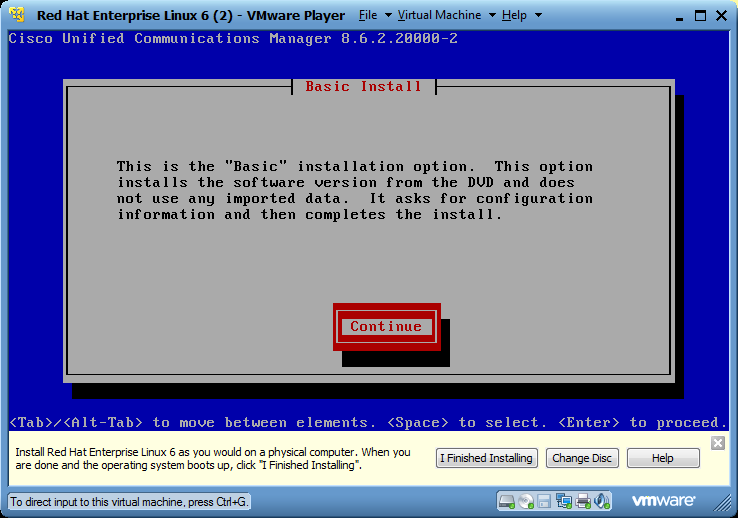 Red Hat Enterprise Linux 6 (2) - VMware Player File Virtual Machine Help
Cisco Unified Communications Manager 8.6.2.20000-2
Basic Install
This is the "Basic" installation option.  This option
installs the software version from the DVD and does
not use any imported data.  It asks for configuration
information and then completes the install.
Continue
<Tab>/<Alt-Tab> to move between elements. <Space> to select. <Enter> to proceed.
Install Red Hat Enterprise Linux 6 as you would on a physical computer. When you
are done and the operating system boots up, click "I Finished Installing".
I Finished Installing Change Disc Help
To direct input to this virtual machine, press Ctrl+G.
vmware